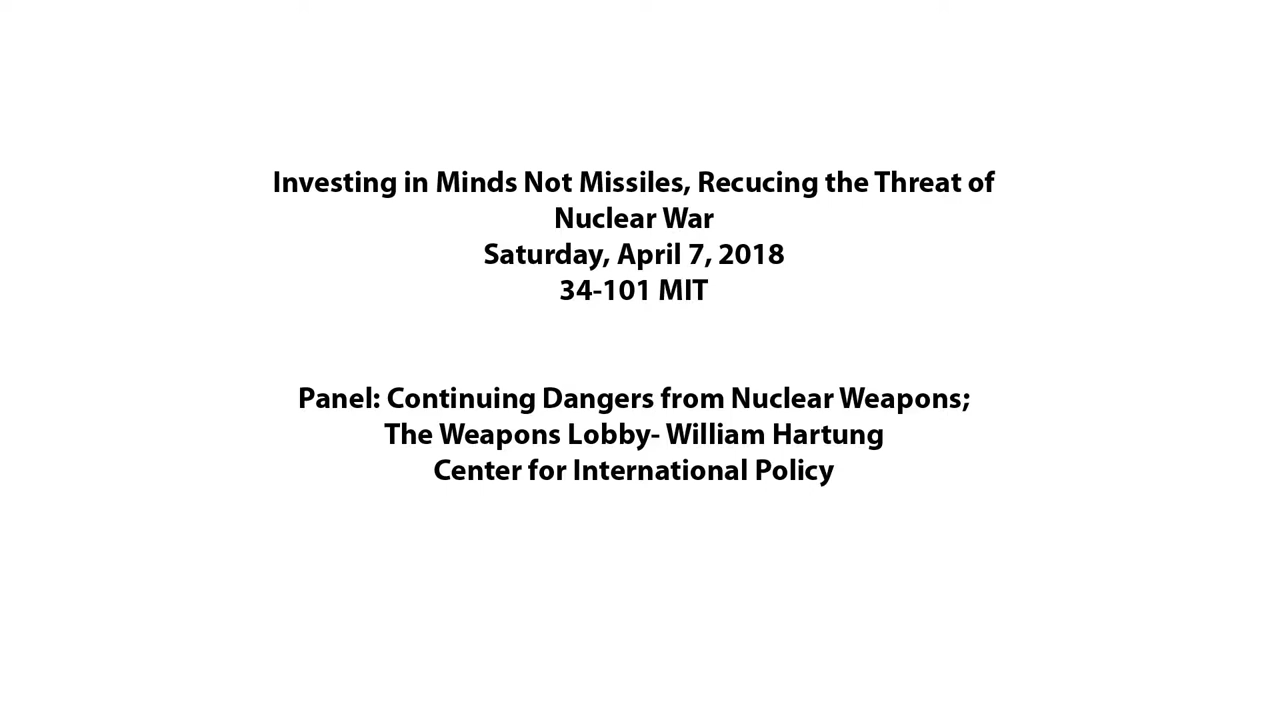 Investing in Minds Not Missiles, Recucing the Threat of
Nuclear War
Saturday, April 7, 2018
34-101 MIT
Panel: Continuing Dangers from Nuclear Weapons;
The Weapons Lobby- William Hartung
Center for International Policy